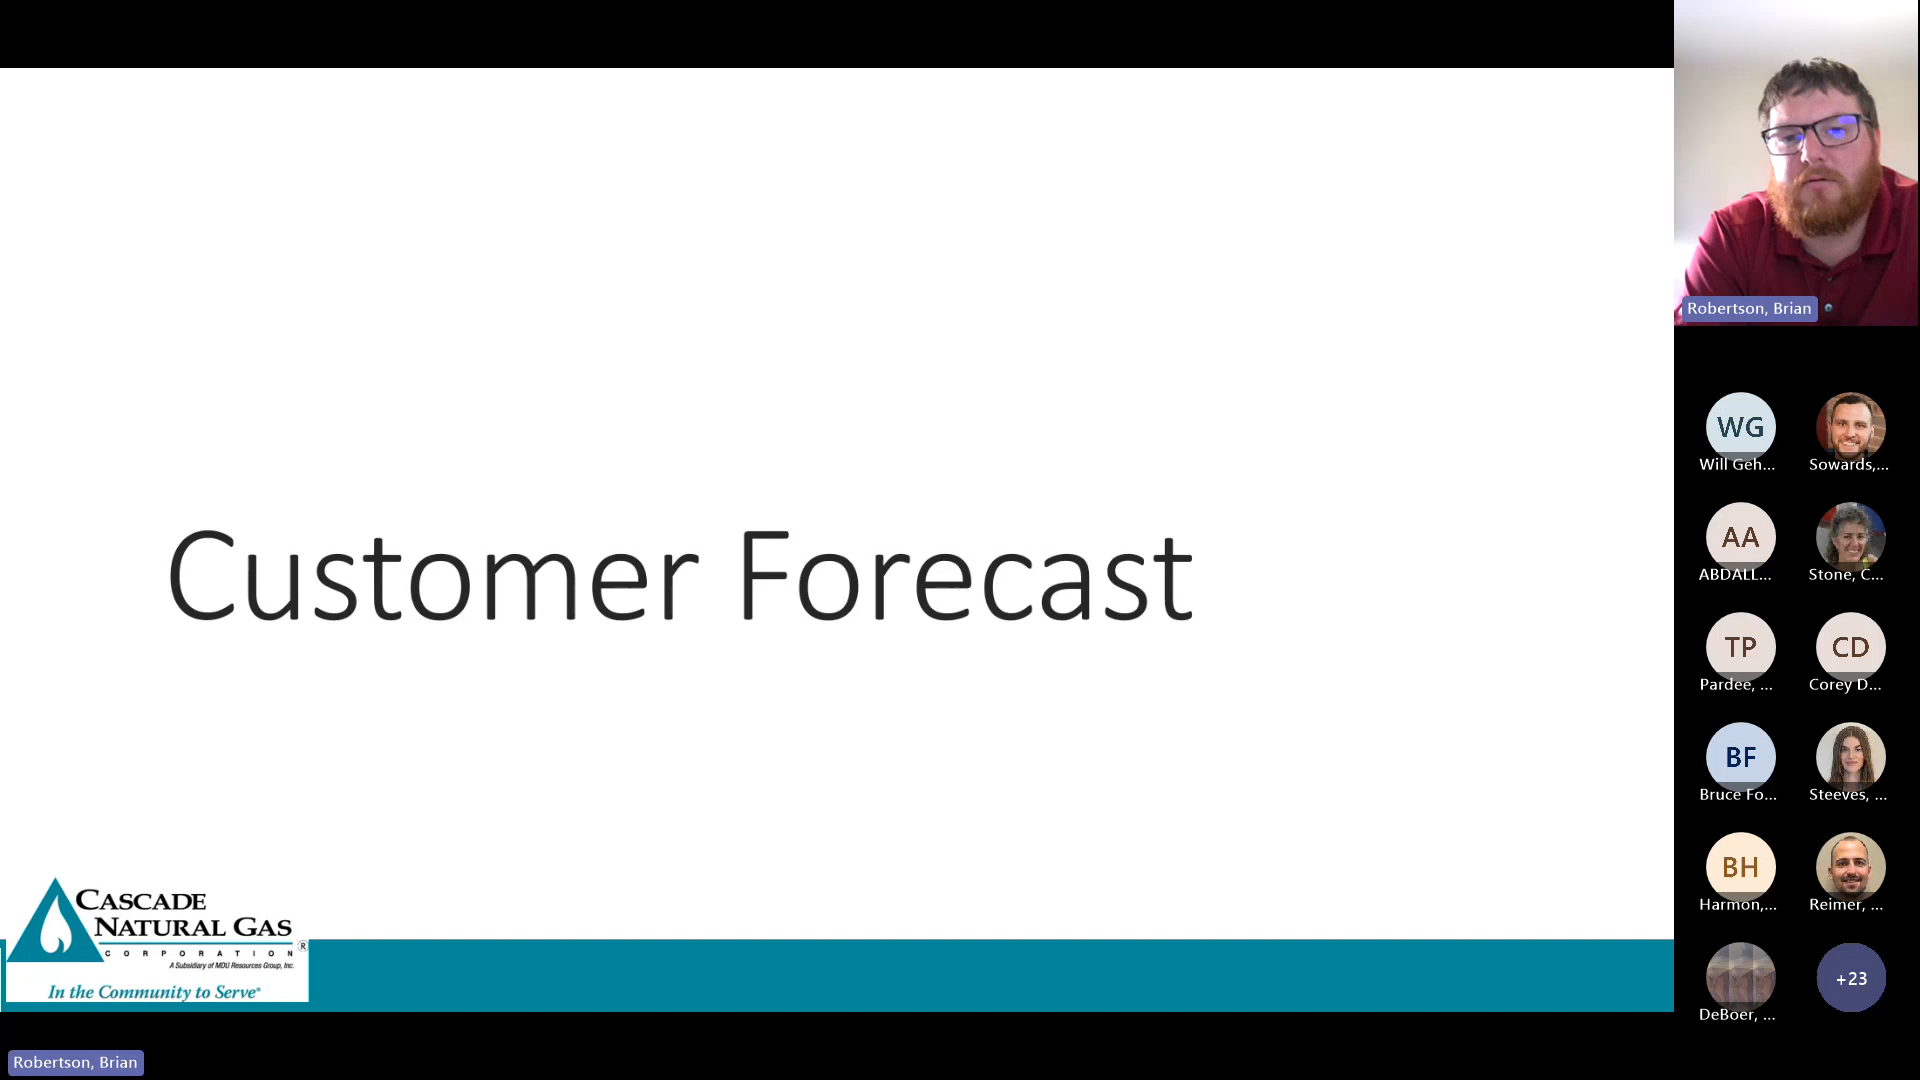 Customer Forecast
CASCADE
NATURAL GAS
CORPORATION
®
A Subsidiary of MDU Resources Group, Inc.
In the Community to Serve®
Robertson, Brian
Robertson, Brian
WG
Will Geh...
Sowards,...
AA
ABDALL...
Stone, C...
TP
Pardee, ...
CD
Corey D...
BF
Bruce Fo...
Steeves, ...
BH
Harmon,...
Reimer, ...
DeBoer, ...
+23